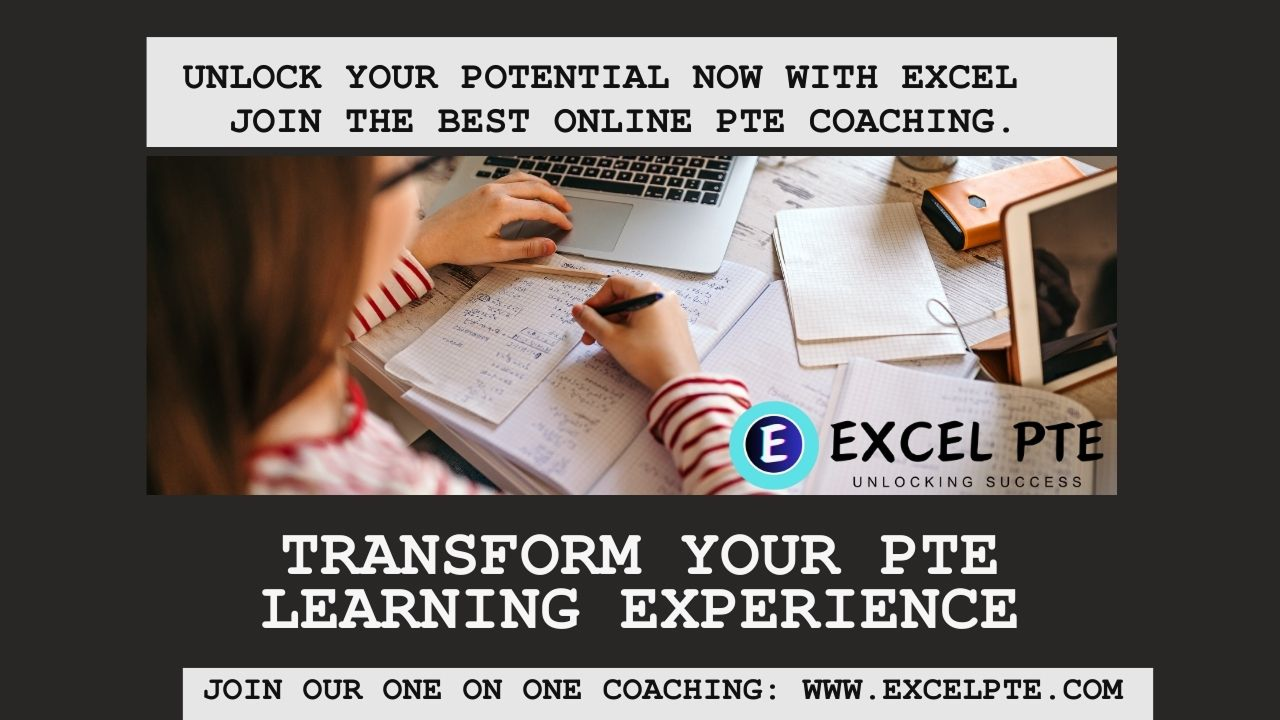 UNLOCK YOUR POTENTIAL NOW WITH EXCEL
JOIN THE BEST ONLINE PTE COACHING.
E EXCEL PTE
UNLOCKING SUCCESS
TRANSFORM YOUR PTE
LEARNING EXPERIENCE
JOIN OUR ONE ON ONE COACHING: WWW.EXCELPTE.COM